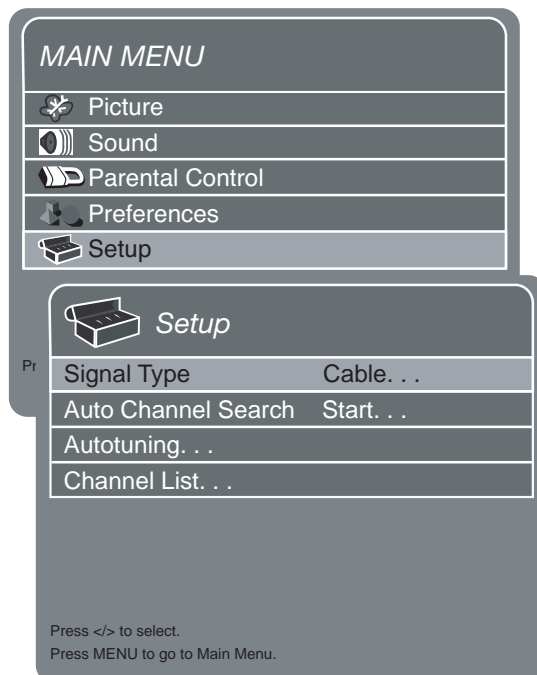 MAIN MENU
Picture
Sound
Parental Control
Preferences
Setup
Pr
Setup
Signal Type Cable. . .
Auto Channel Search Start. . .
Autotuning. . .
Channel List. . .
Press </> to select.
Press MENU to go to Main Menu.